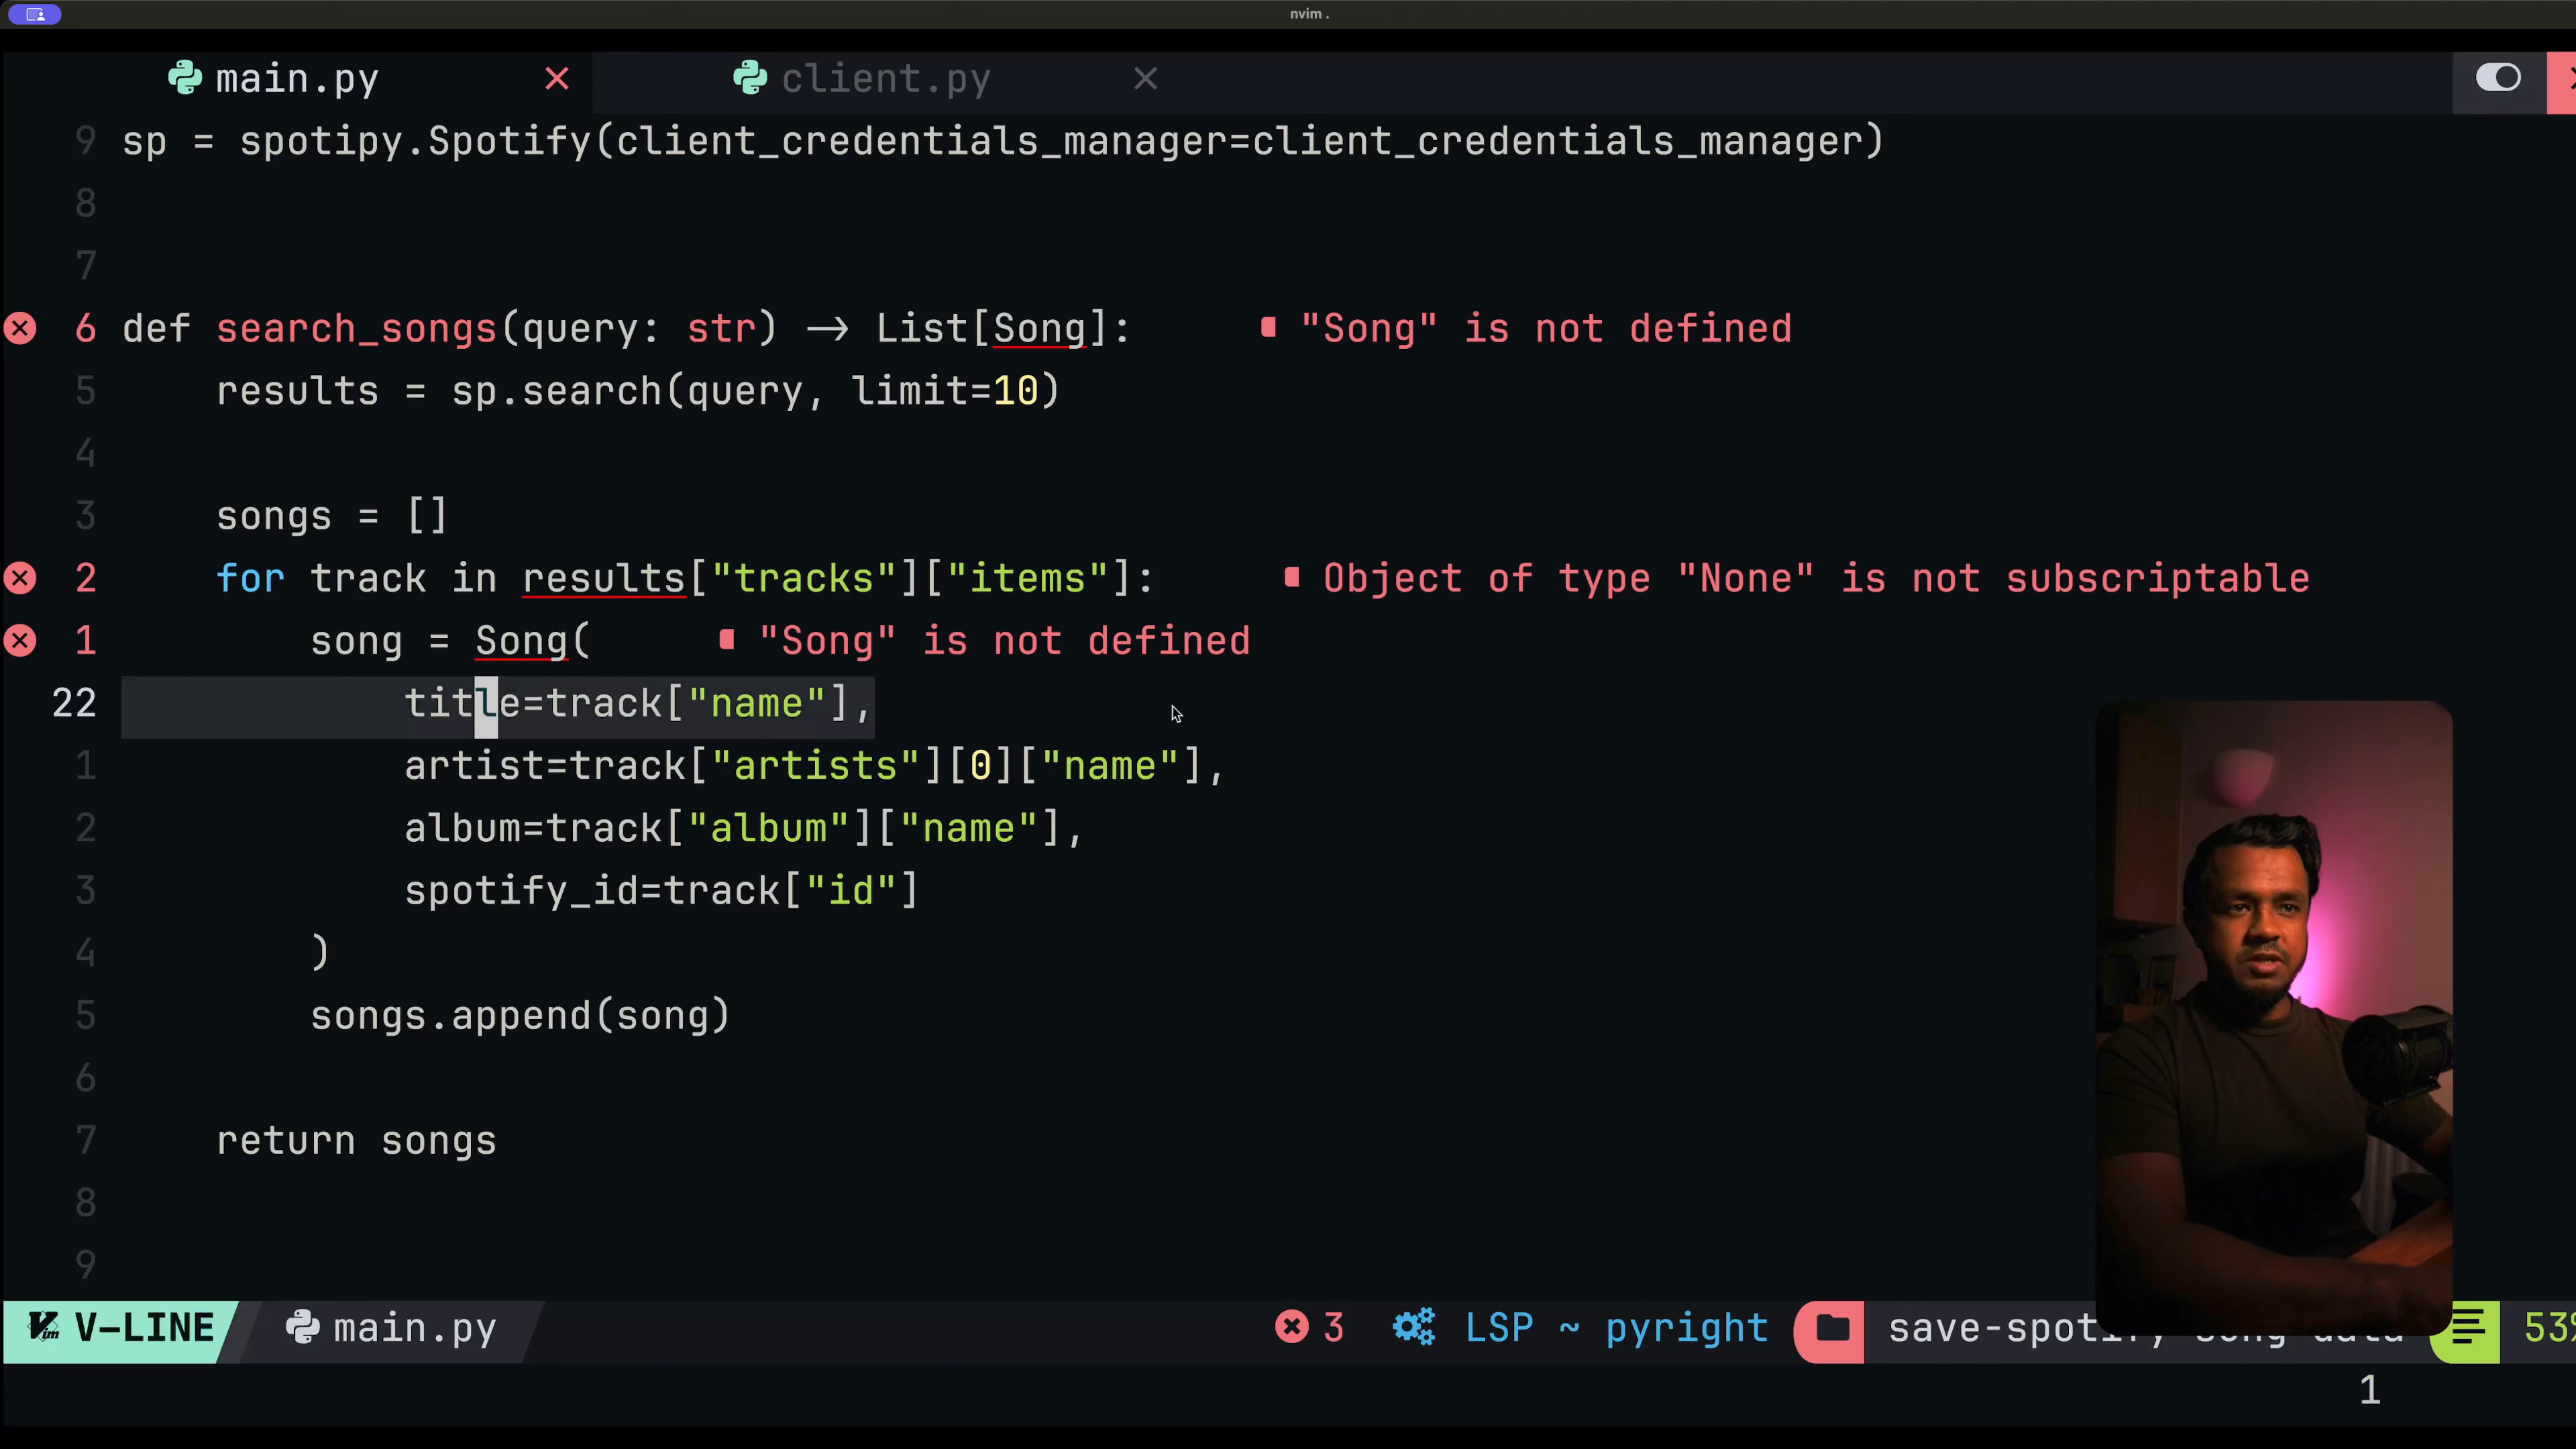 nvim .
main.py
client.py
9 sp = spotipy.Spotify(client_credentials_manager=client_credentials_manager)
8
7
6 def search_songs(query: str) → List[Song]: "Song" is not defined
5 results = sp.search(query, limit=10)
4
3 songs = []
2 for track in results["tracks"]["items"]: Object of type "None" is not subscriptable
1 song = Song( "Song" is not defined
22 title=track["name"],
1 artist=track["artists"][0]["name"],
2 album=track["album"]["name"],
3 spotify_id=track["id"]
4 )
5 songs.append(song)
6
7 return songs
8
9
V-LINE main.py 3 LSP ~ pyright save-spotify song data 53%
1